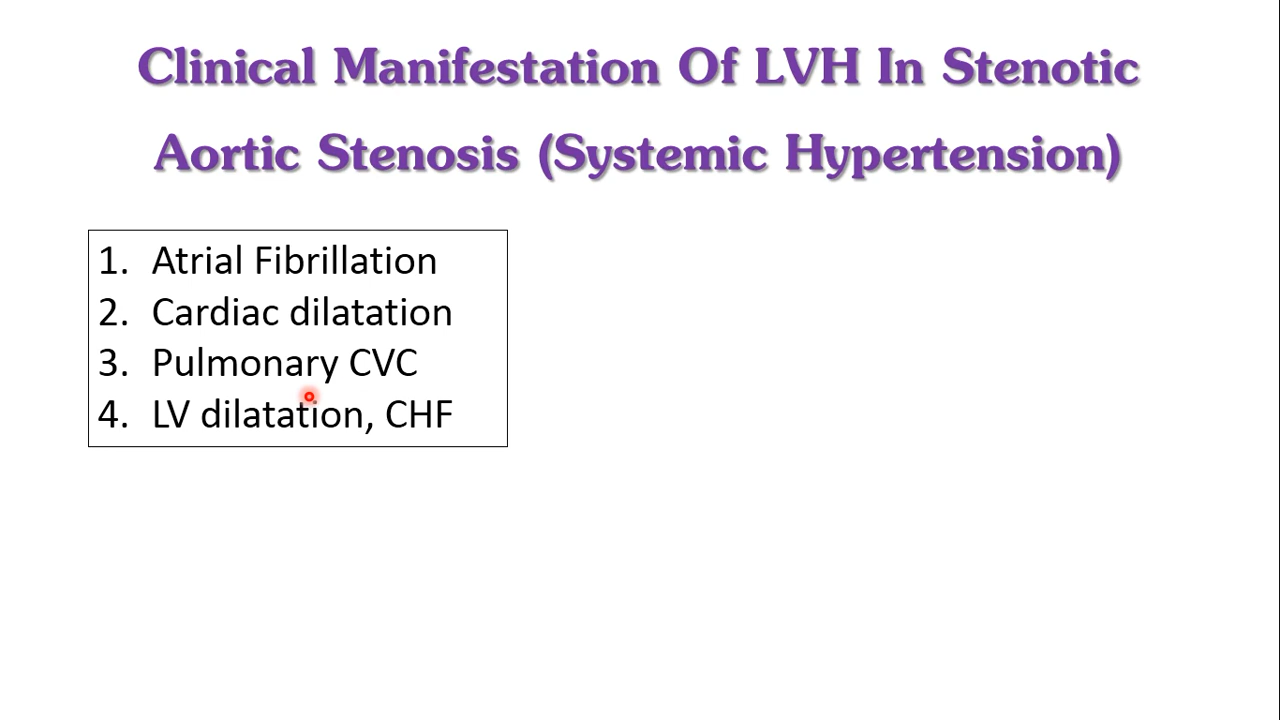 Clinical Manifestation Of LVH In Stenotic
Aortic Stenosis (Systemic Hypertension)
1. Atrial Fibrillation
2. Cardiac dilatation
3. Pulmonary CVC
4. LV dilatation, CHF